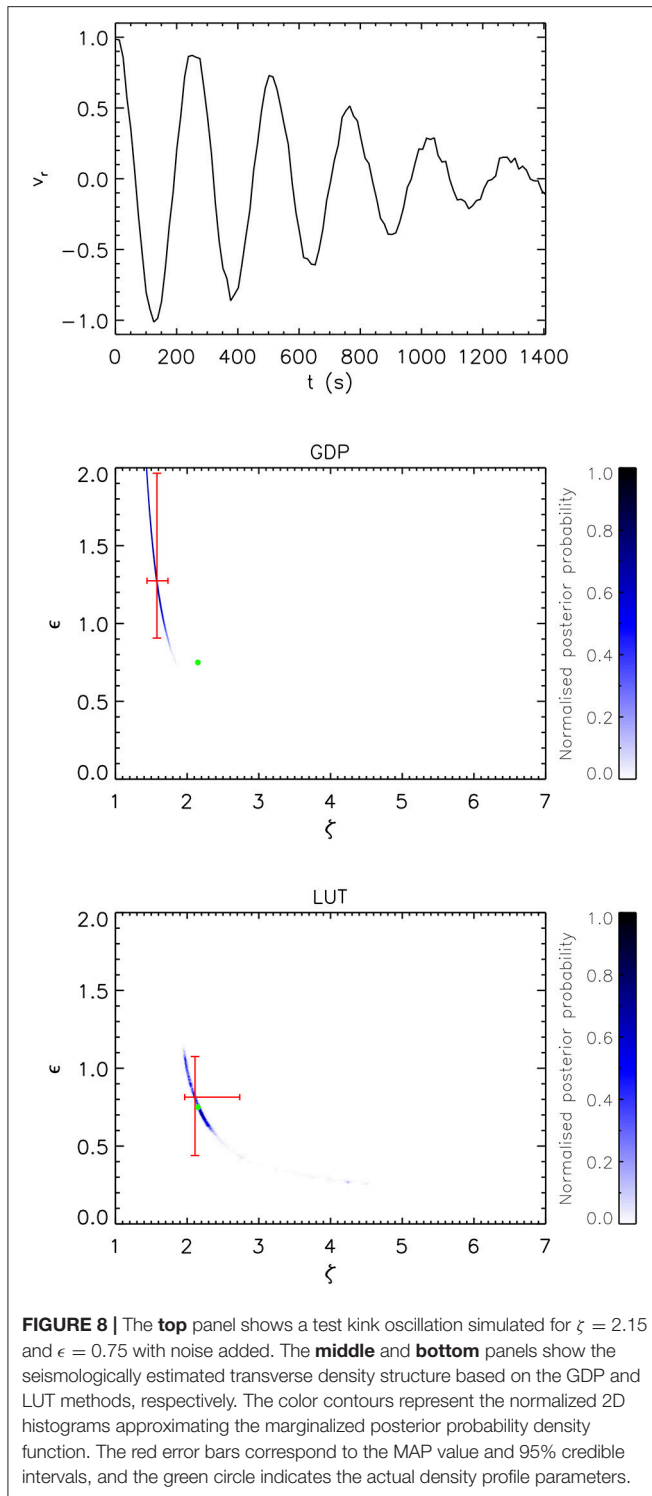 1.0
0.5
0.0
−0.5
−1.0
v_r
0 200 400 600 800 1000 1200 1400
t (s)
GDP
2.0
1.5
1.0
0.5
0.0
ϵ
1 2 3 4 5 6 7
ζ
Normalised posterior probability
1.0
0.8
0.6
0.4
0.2
0.0
LUT
2.0
1.5
1.0
0.5
0.0
ϵ
1 2 3 4 5 6 7
ζ
Normalised posterior probability
1.0
0.8
0.6
0.4
0.2
0.0
FIGURE 8 | The top panel shows a test kink oscillation simulated for ζ = 2.15
and ϵ = 0.75 with noise added. The middle and bottom panels show the
seismologically estimated transverse density structure based on the GDP and
LUT methods, respectively. The color contours represent the normalized 2D
histograms approximating the marginalized posterior probability density
function. The red error bars correspond to the MAP value and 95% credible
intervals, and the green circle indicates the actual density profile parameters.